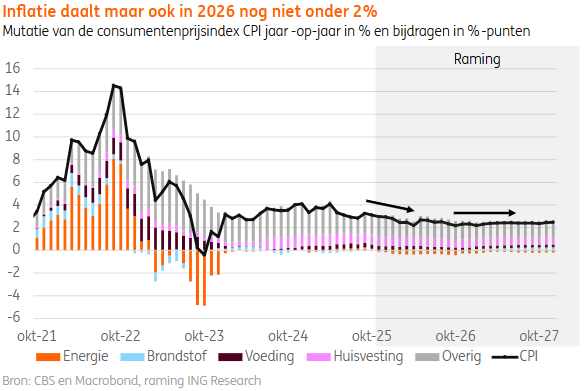 Inflatie daalt maar ook in 2026 nog niet onder 2%
Mutatie van de consumentenprijsindex CPI jaar -op-jaar in % en bijdragen in % -punten
Raming
16
14
12
10
8
6
4
2
0
-2
-4
-6
okt-21 okt-22 okt-23 okt-24 okt-25 okt-26 okt-27
Energie Brandstof Voeding Huisvesting Overig CPI
Bron: CBS en Macrobond, raming ING Research